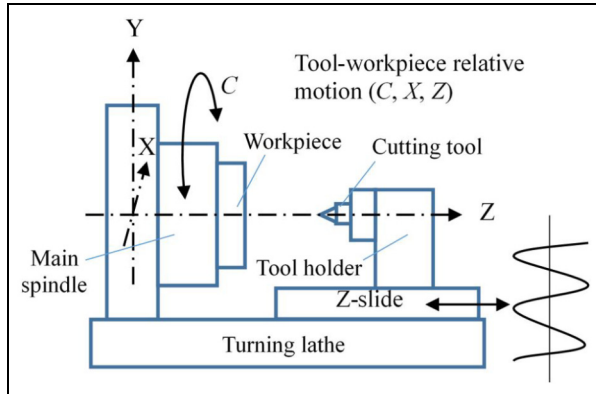 Y
Tool-workpiece relative
motion (C, X, Z)
C
X
Workpiece
Cutting tool
Z
Main
spindle
Tool holder
Z-slide
Turning lathe